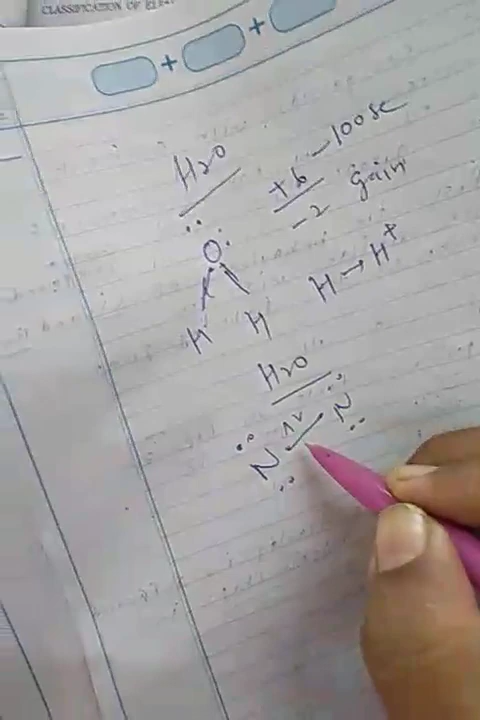 CLASSIFICATION OF ELE
+ +
H2O
+6 - loose
-2 gain
O
H H
H → H+
H2O
N N